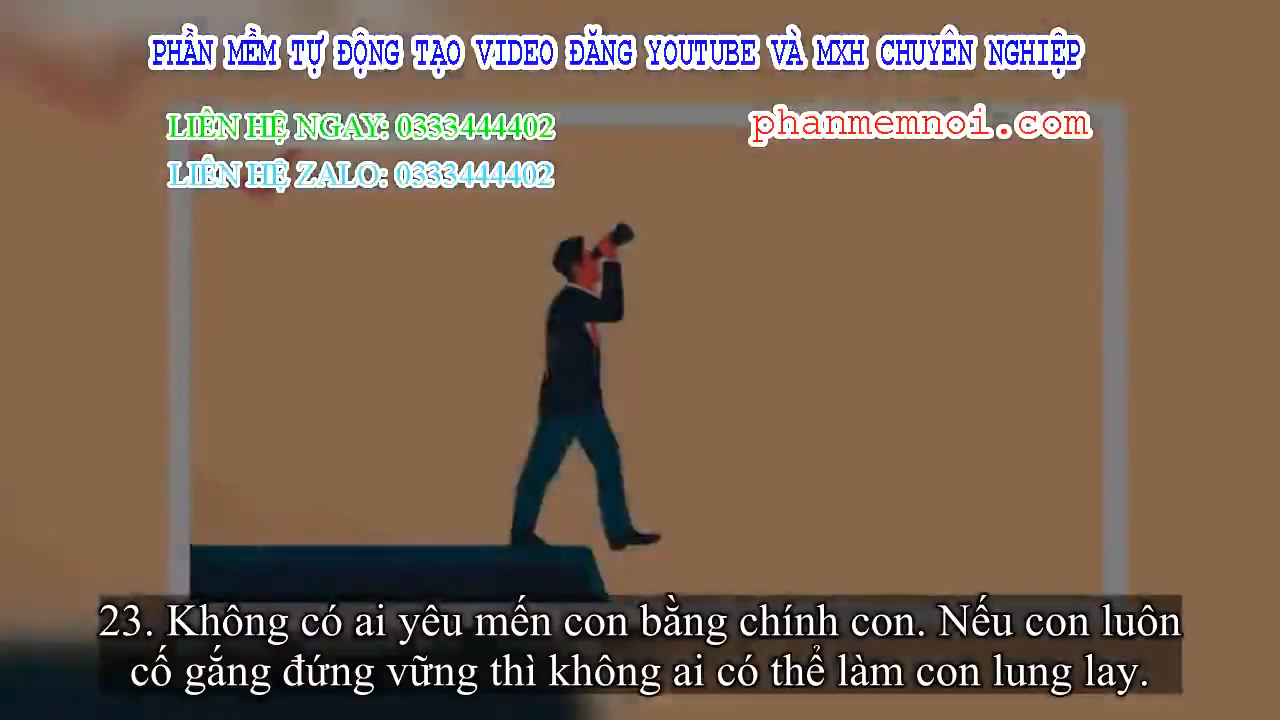 PHẦN MỀM TỰ ĐỘNG TẠO VIDEO ĐĂNG YOUTUBE VÀ MXH CHUYÊN NGHIỆP
LIÊN HỆ NGAY: 0333444402
phanmemnoi.com
LIÊN HỆ ZALO: 0333444402
23. Không có ai yêu mến con bằng chính con. Nếu con luôn
cố gắng đứng vững thì không ai có thể làm con lung lay.